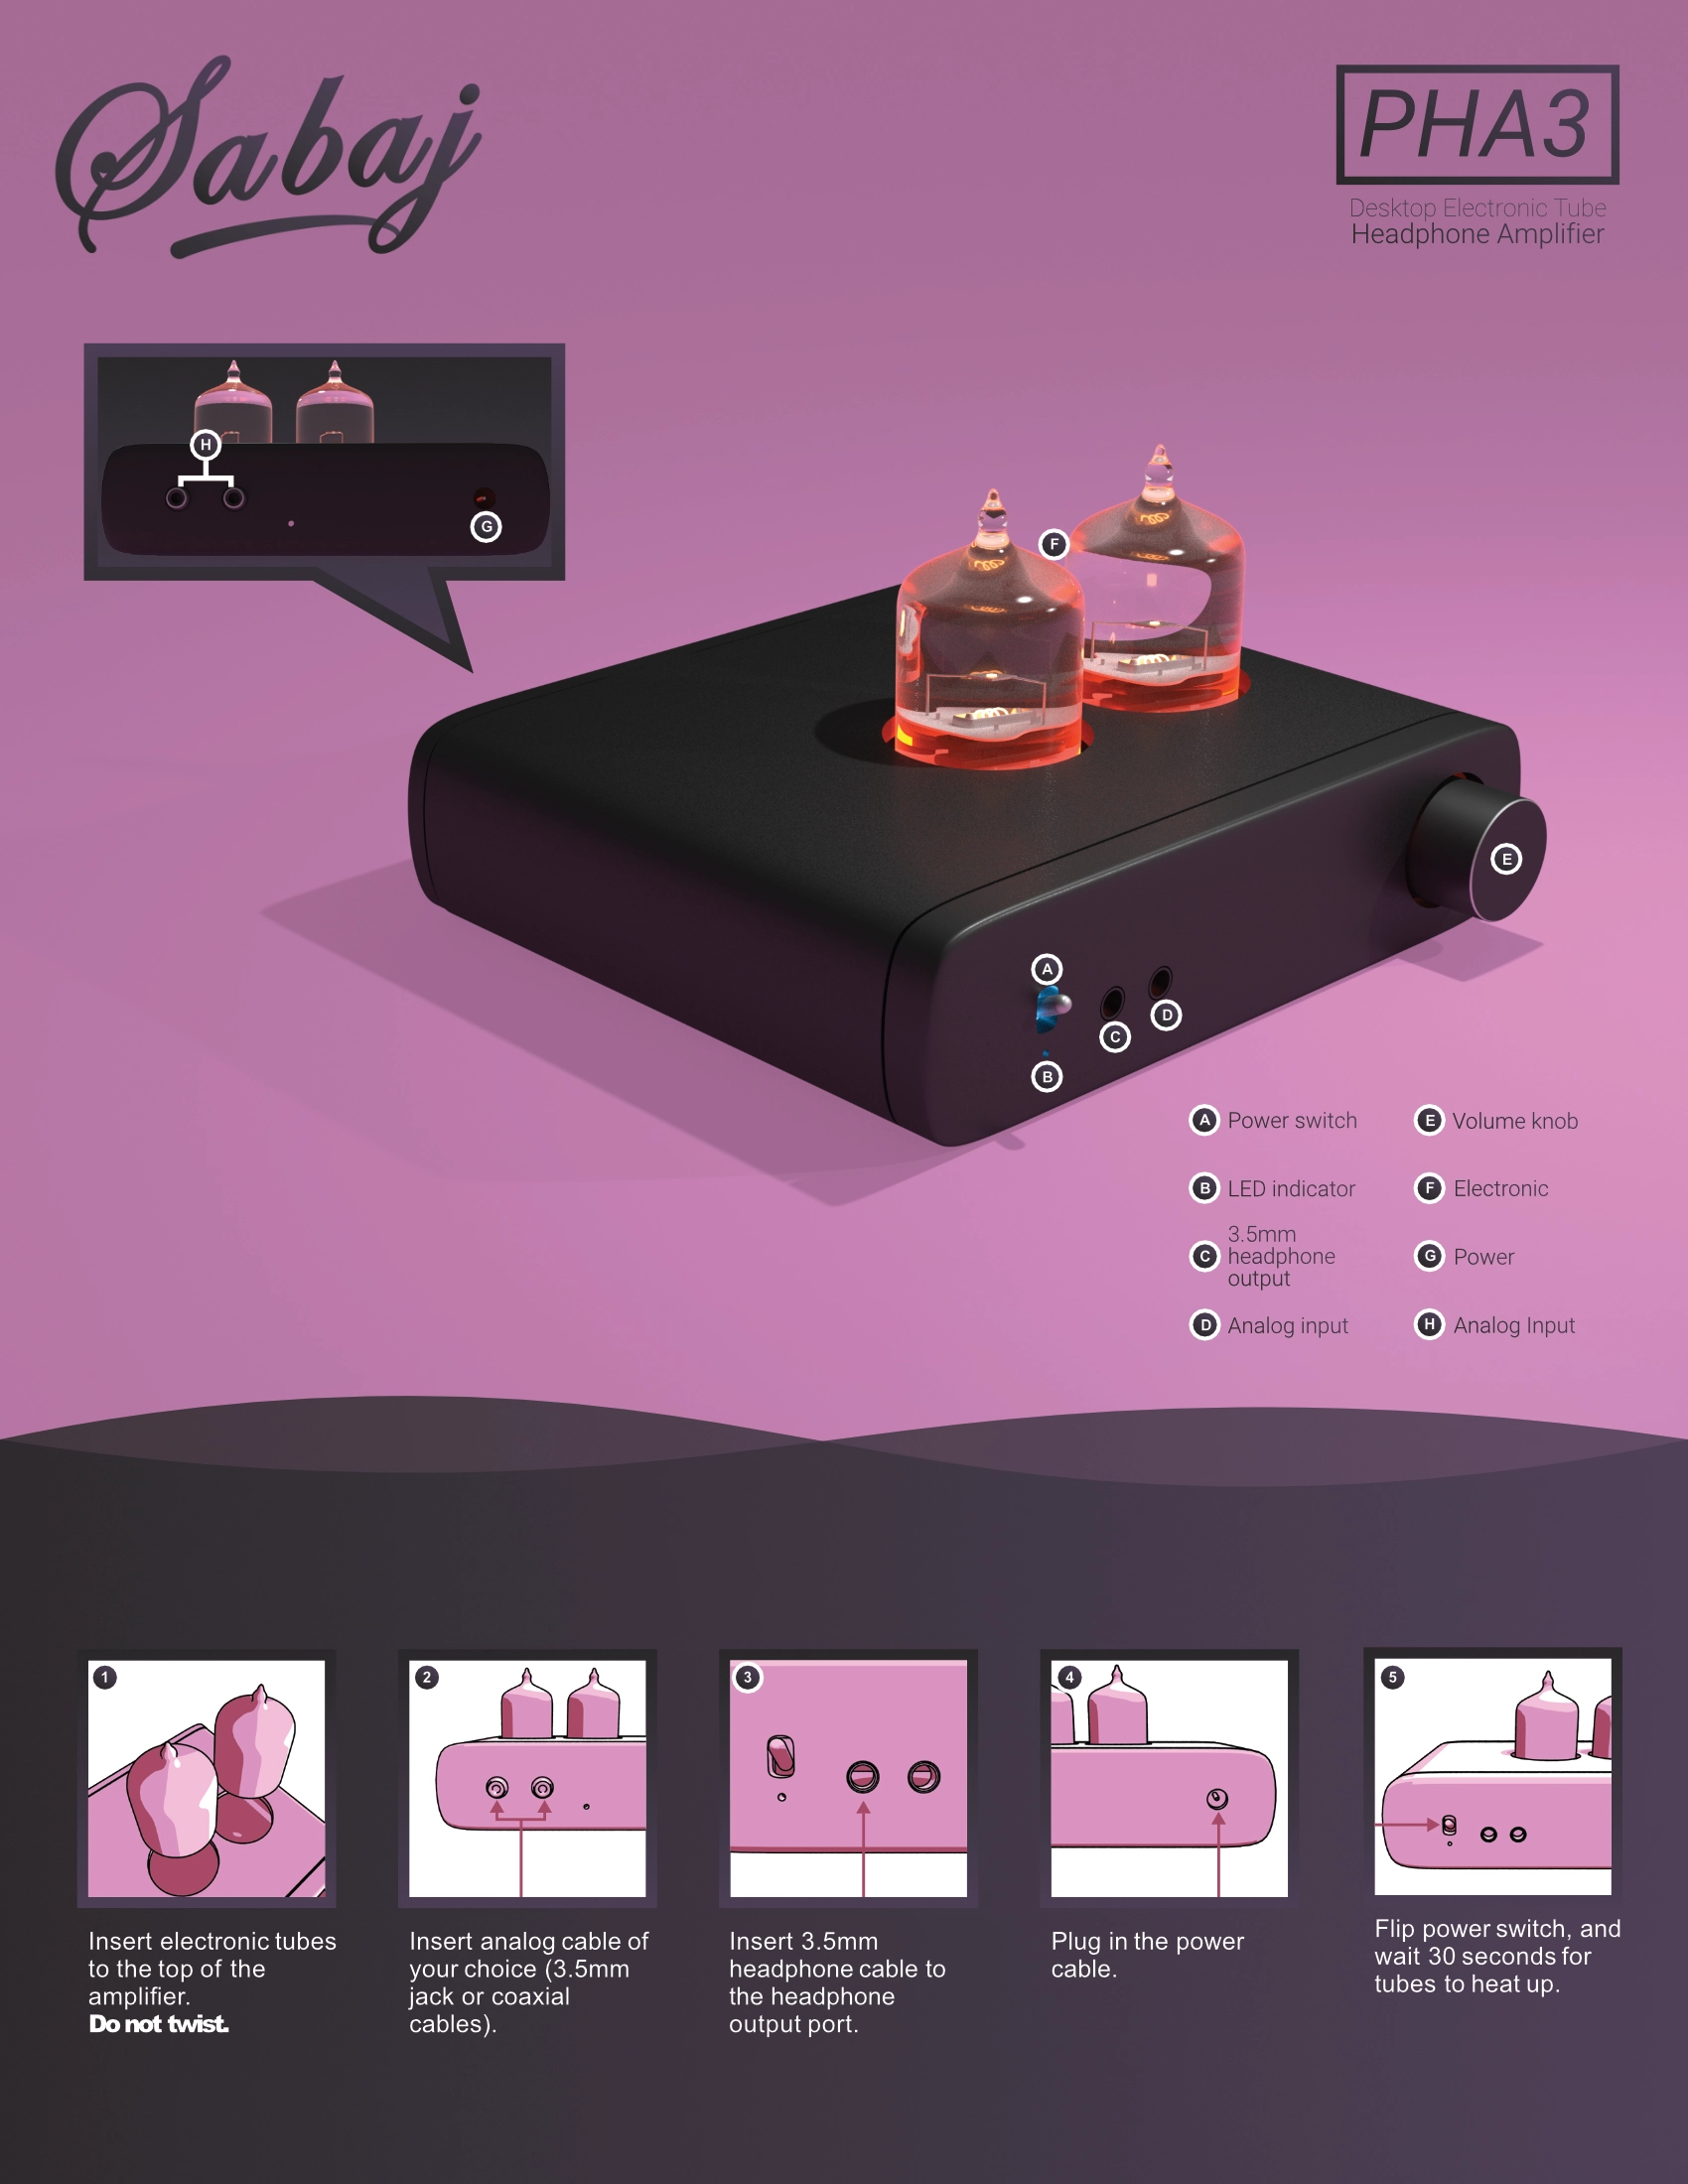 Sabaj
PHA3
Desktop Electronic Tube
Headphone Amplifier
H
G
F
E
A
D
C
B
A Power switch
B LED indicator
C 3.5mm
headphone
output
D Analog input
E Volume knob
F Electronic
G Power
H Analog Input
1
Insert electronic tubes
to the top of the
amplifier.
Do not twist.
2
Insert analog cable of
your choice (3.5mm
jack or coaxial
cables).
3
Insert 3.5mm
headphone cable to
the headphone
output port.
4
Plug in the power
cable.
5
Flip power switch, and
wait 30 seconds for
tubes to heat up.